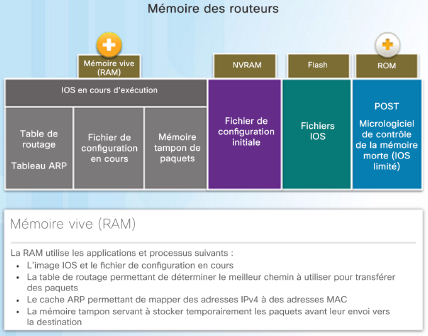 Mémoire des routeurs
Mémoire vive
(RAM)
NVRAM
Flash
ROM
IOS en cours d'exécution
Table de
routage
Tableau ARP
Fichier de
configuration
en cours
Mémoire
tampon de
paquets
Fichier de
configuration
initiale
Fichiers
IOS
POST
Micrologiciel
de contrôle
de la mémoire
morte (IOS
limité)
Mémoire vive (RAM)
La RAM utilise les applications et processus suivants :
• L'image IOS et le fichier de configuration en cours
• La table de routage permettant de déterminer le meilleur chemin à utiliser pour transférer
des paquets
• Le cache ARP permettant de mapper des adresses IPv4 à des adresses MAC
• La mémoire tampon servant à stocker temporairement les paquets avant leur envoi vers
la destination